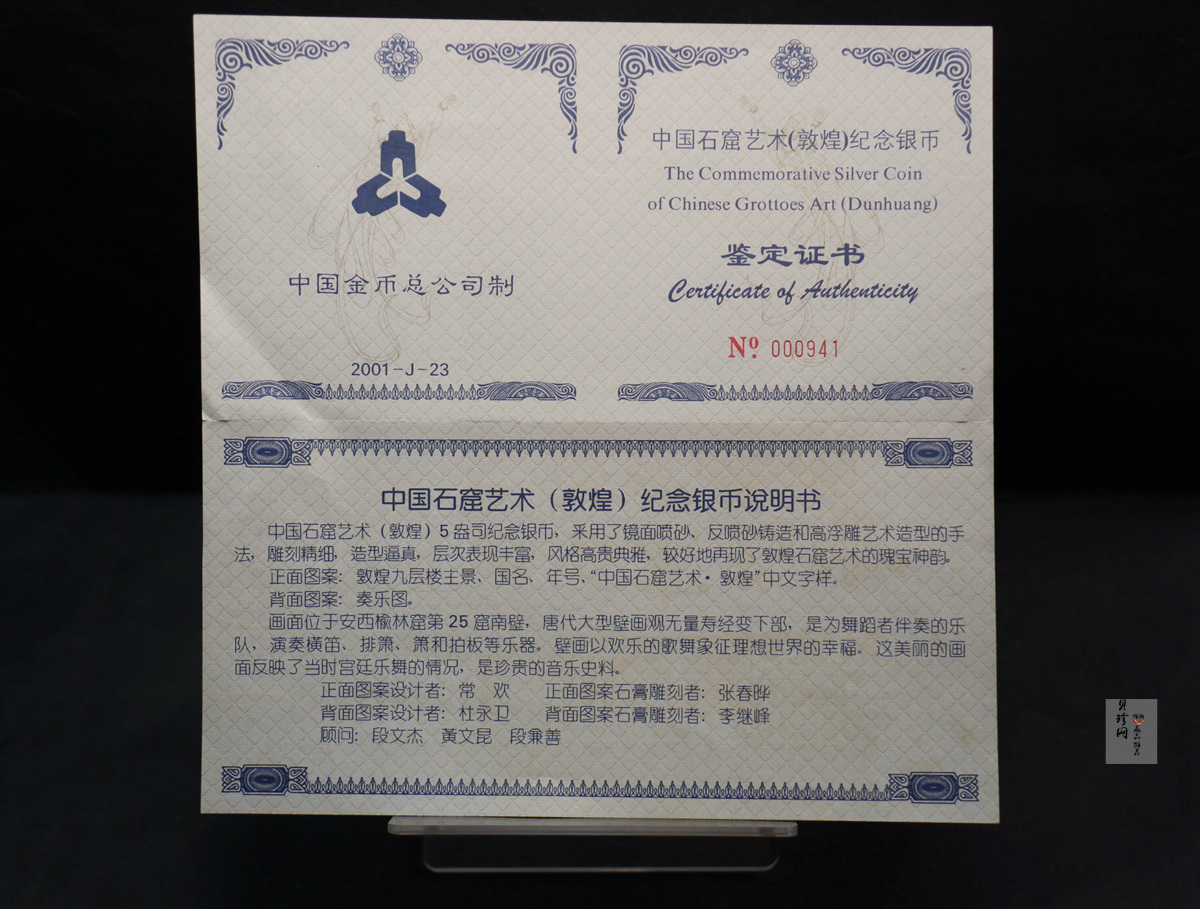 中国金币总公司制
2001-J-23
中国石窟艺术(敦煌)纪念银币
The Commemorative Silver Coin
of Chinese Grottoes Art (Dunhuang)
鉴定证书
Certificate of Authenticity
Nº 000941
中国石窟艺术（敦煌）纪念银币说明书
中国石窟艺术（敦煌）5盎司纪念银币，采用了镜面喷砂、反喷砂铸造和高浮雕艺术造型的手
法，雕刻精细，造型逼真，层次表现丰富，风格高贵典雅，较好地再现了敦煌石窟艺术的瑰宝神韵。
正面图案：敦煌九层楼主景、国名、年号、“中国石窟艺术·敦煌”中文字样。
背面图案：奏乐图。
画面位于安西榆林窟第25窟南壁，唐代大型壁画观无量寿经变下部，是为舞蹈者伴奏的乐
队，演奏横笛、排箫、箫和拍板等乐器。壁画以欢乐的歌舞象征理想世界的幸福。这美丽的画
面反映了当时宫廷乐舞的情况，是珍贵的音乐史料。
正面图案设计者：常　欢　　正面图案石膏雕刻者：张春晔
背面图案设计者：杜永卫　　背面图案石膏雕刻者：李继峰
顾问：段文杰　黄文昆　段兼善
贝珍网